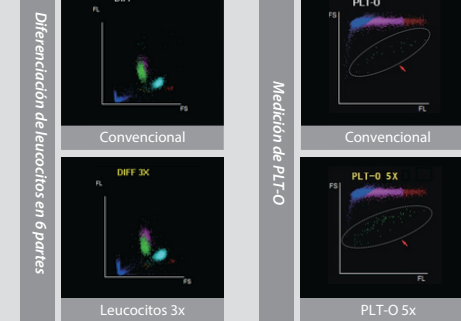 Diferenciación de leucocitos en 6 partes
DIFF
FL
FS
Convencional
DIFF 3X
FL
FS
Leucocitos 3x
Medición de PLT-O
PLT-O
FS
FL
Convencional
PLT-O 5X
FS
FL
PLT-O 5x